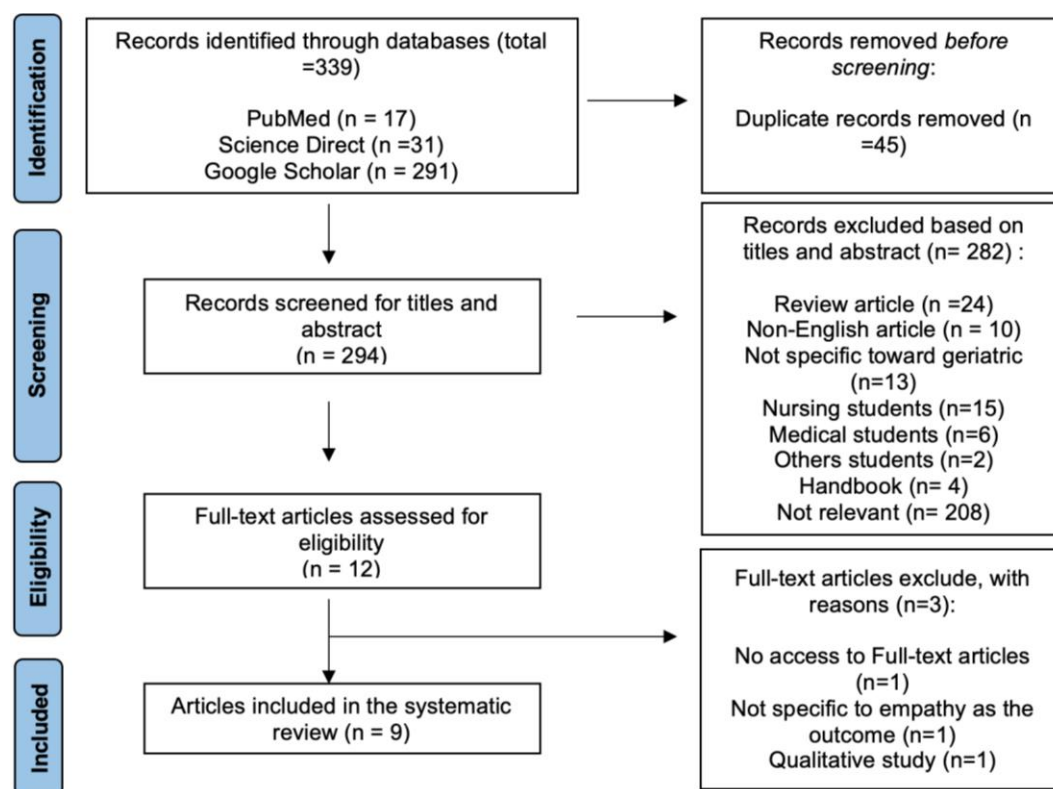 Identification
Records identified through databases (total
=339)
PubMed (n = 17)
Science Direct (n =31)
Google Scholar (n = 291)
Records removed before
screening:
Duplicate records removed (n
=45)
Screening
Records screened for titles and
abstract
(n = 294)
Records excluded based on
titles and abstract (n= 282) :
Review article (n =24)
Non-English article (n = 10)
Not specific toward geriatric
(n=13)
Nursing students (n=15)
Medical students (n=6)
Others students (n=2)
Handbook (n= 4)
Not relevant (n= 208)
Eligibility
Full-text articles assessed for
eligibility
(n = 12)
Full-text articles exclude, with
reasons (n=3):
No access to Full-text articles
(n=1)
Not specific to empathy as the
outcome (n=1)
Qualitative study (n=1)
Included
Articles included in the systematic
review (n = 9)